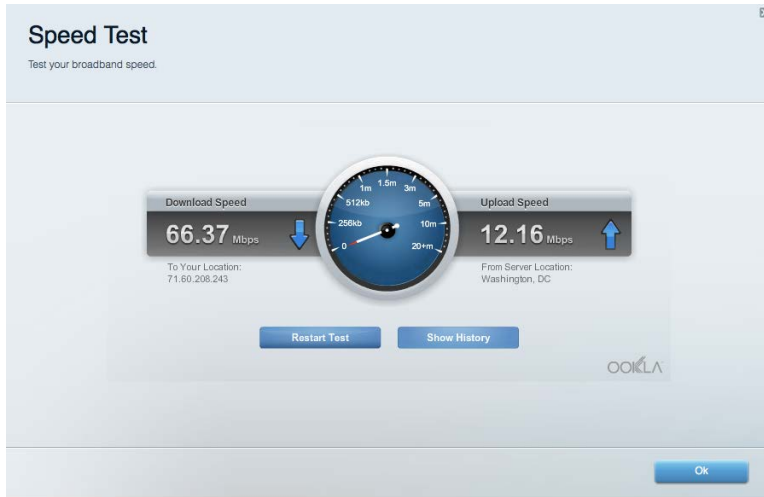 Speed Test
Test your broadband speed.
Download Speed
66.37 Mbps
To Your Location:
71.60.208.243
0
256kb
512kb
1m
1.5m
3m
5m
10m
20+m
Upload Speed
12.16 Mbps
From Server Location:
Washington, DC
Restart Test
Show History
OOKLA
Ok